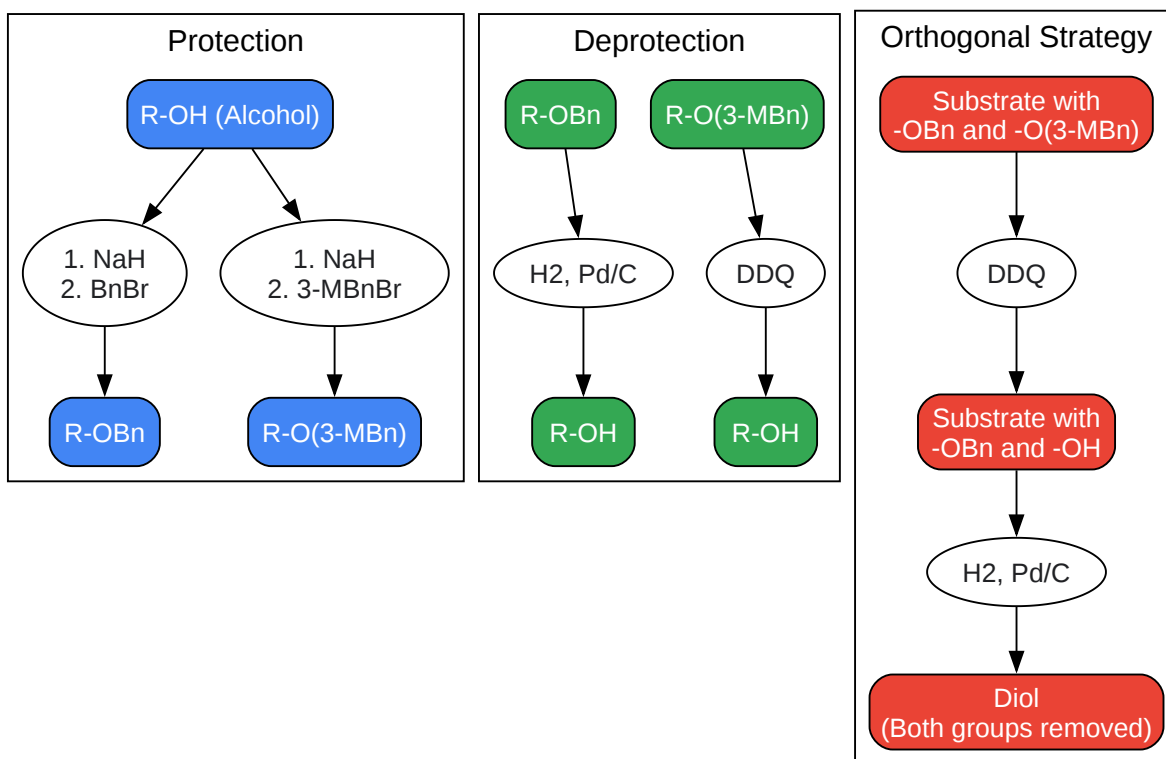 Protection
R-OH (Alcohol)
1. NaH
2. BnBr
1. NaH
2. 3-MBnBr
R-OBn
R-O(3-MBn)
Deprotection
R-OBn
R-O(3-MBn)
H2, Pd/C
DDQ
R-OH
R-OH
Orthogonal Strategy
Substrate with
-OBn and -O(3-MBn)
DDQ
Substrate with
-OBn and -OH
H2, Pd/C
Diol
(Both groups removed)